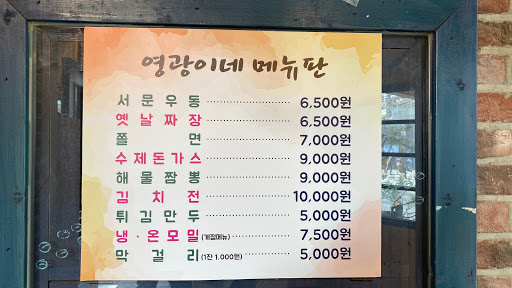 영광이네 메뉴판
서문우동 6,500원
옛날짜장 6,500원
쫄면 7,000원
수제돈가스 9,000원
해물짬뽕 9,000원
김치전 10,000원
튀김만두 5,000원
냉·온모밀(계절메뉴) 7,500원
막걸리(1잔 1,000원) 5,000원